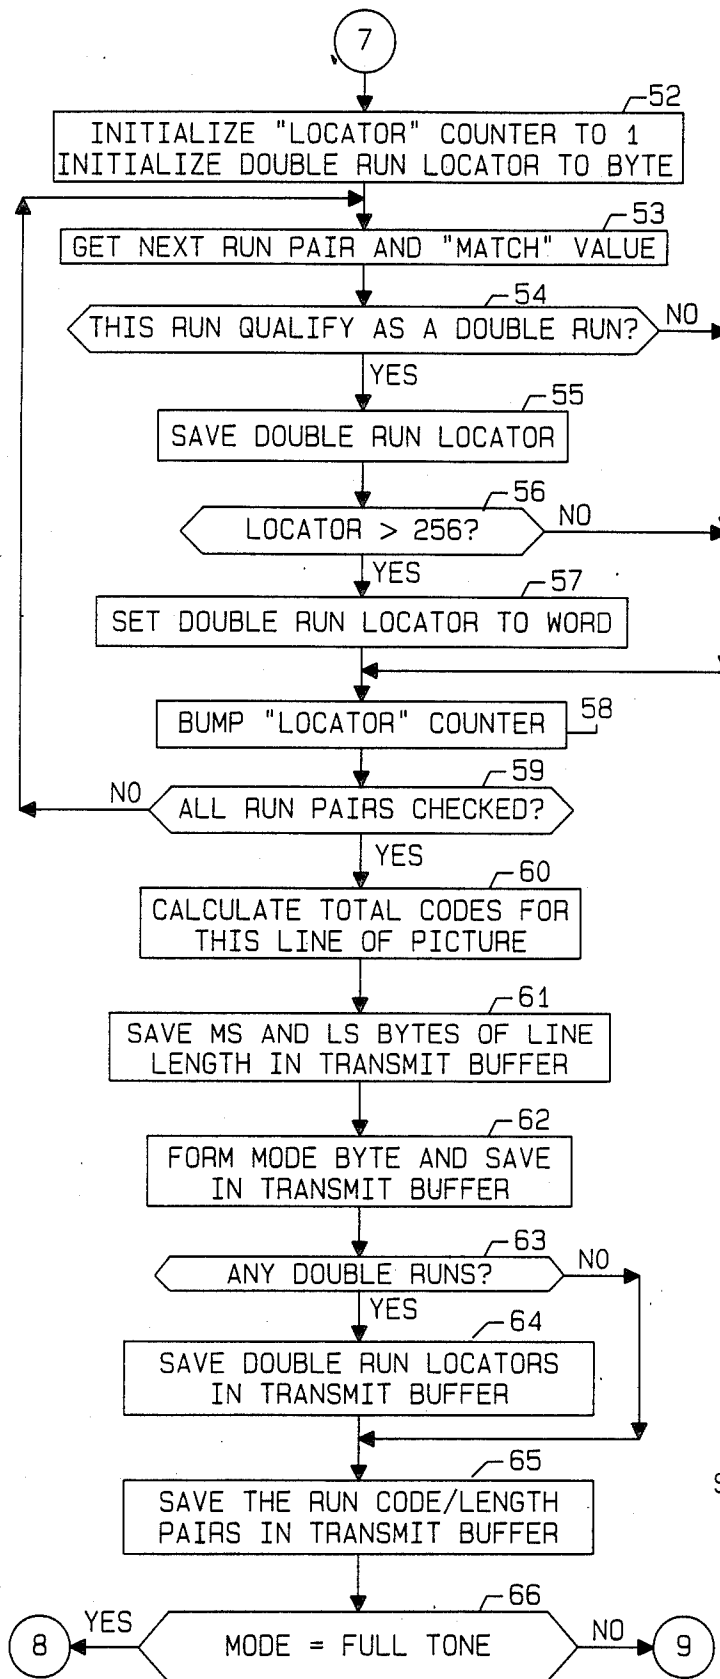 7
52
INITIALIZE "LOCATOR" COUNTER TO 1
INITIALIZE DOUBLE RUN LOCATOR TO BYTE
53
GET NEXT RUN PAIR AND "MATCH" VALUE
54
THIS RUN QUALIFY AS A DOUBLE RUN?
NO
YES
55
SAVE DOUBLE RUN LOCATOR
56
LOCATOR > 256?
NO
YES
57
SET DOUBLE RUN LOCATOR TO WORD
BUMP "LOCATOR" COUNTER
58
59
NO
ALL RUN PAIRS CHECKED?
YES
60
CALCULATE TOTAL CODES FOR
THIS LINE OF PICTURE
61
SAVE MS AND LS BYTES OF LINE
LENGTH IN TRANSMIT BUFFER
62
FORM MODE BYTE AND SAVE
IN TRANSMIT BUFFER
63
ANY DOUBLE RUNS?
NO
YES
64
SAVE DOUBLE RUN LOCATORS
IN TRANSMIT BUFFER
65
SAVE THE RUN CODE/LENGTH
PAIRS IN TRANSMIT BUFFER
66
8
YES
MODE = FULL TONE
NO
9